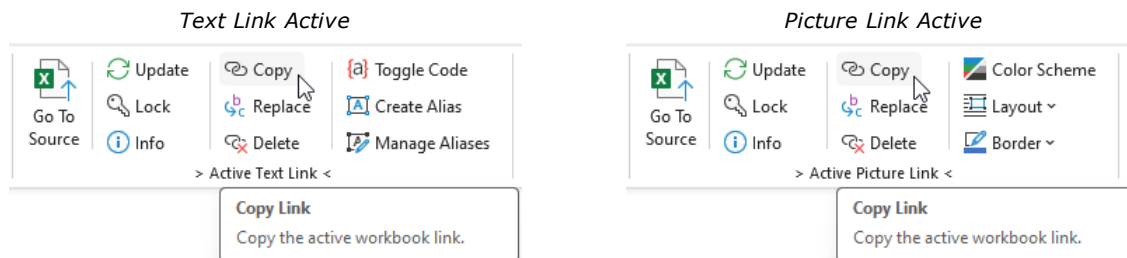 Text Link Active
Go To
Source
Update
Lock
Info
Copy
Replace
Delete
{a} Toggle Code
A Create Alias
Manage Aliases
> Active Text Link <
Copy Link
Copy the active workbook link.
Picture Link Active
Go To
Source
Update
Lock
Info
Copy
Replace
Delete
Color Scheme
Layout
Border
> Active Picture Link <
Copy Link
Copy the active workbook link.